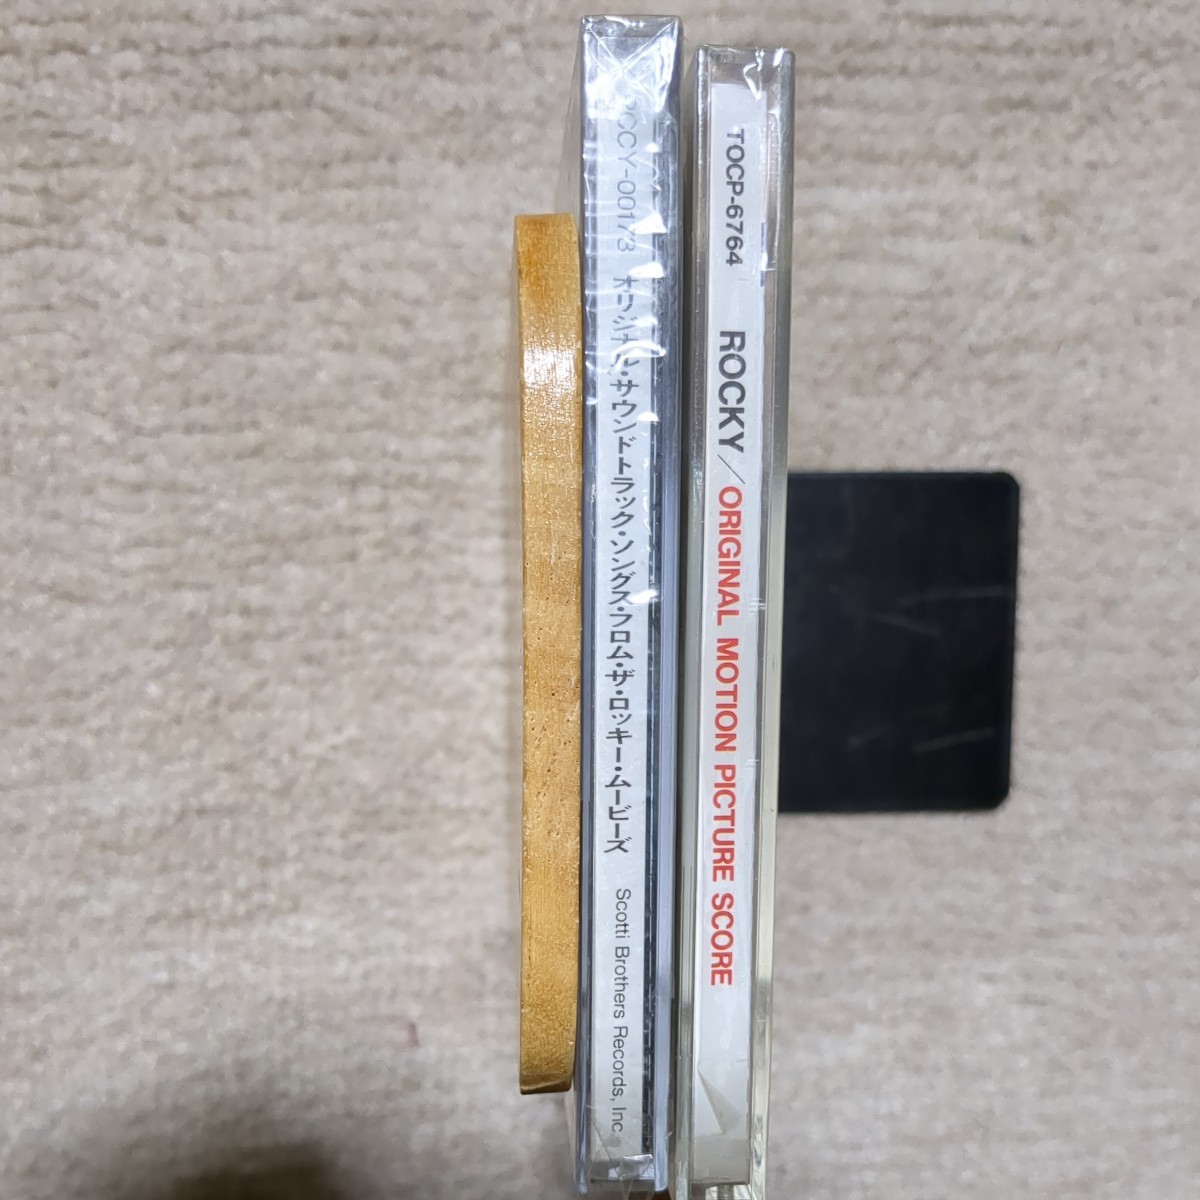 SCCY-00173 オリジナル・サウンドトラック・ソングス・フロム・ザ・ロッキー・ムービーズ Scotti Brothers Records, Inc.
TOCP-6764 ROCKY/ORIGINAL MOTION PICTURE SCORE